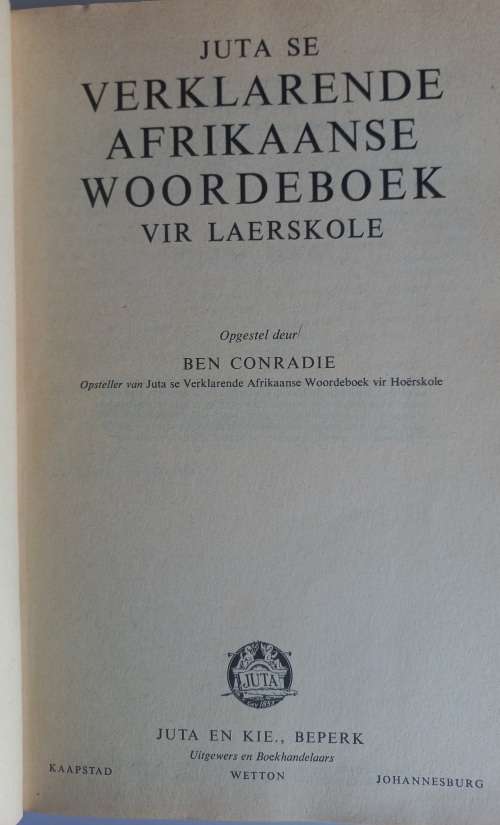 JUTA SE
VERKLARENDE
AFRIKAANSE
WOORDEBOEK
VIR LAERSKOLE
Opgestel deur
BEN CONRADIE
Opsteller van Juta se Verklarende Afrikaanse Woordeboek vir Hoërskole
JUTA
JUTA EN KIE., BEPERK
Uitgewers en Boekhandelaars
KAAPSTAD WETTON JOHANNESBURG